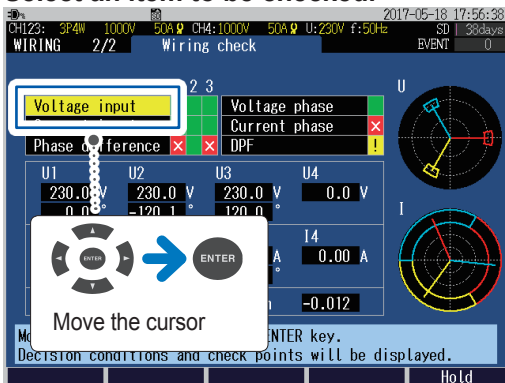 Select an item to be checked.
2017-05-18 17:56:38
CH123: 3P4W 1000V 50A CH4:1000V 50A U:230V f:50Hz SD 38days
WIRING 2/2 Wiring check EVENT 0
2 3 U
Voltage input Voltage phase
Current phase
Phase difference DPF !
U1 U2 U3 U4
230.0 V 230.0 V 230.0 V 0.0 V
0.0 ° -120.1 ° 120.0 °
I
I4
A 0.00 A
°
ENTER ENTER
-0.012
Move the cursor
ENTER key.
Decision conditions and check points will be displayed.
Hold